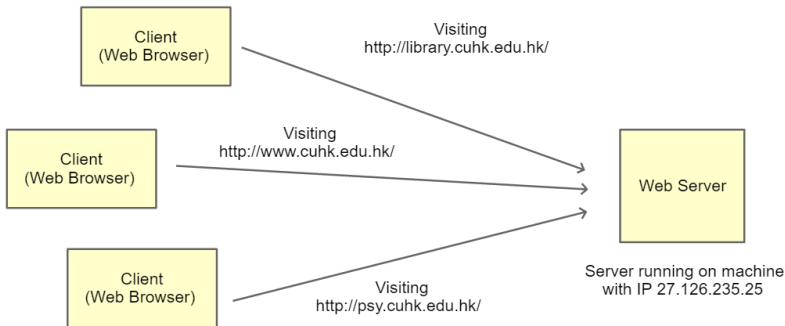 Client
(Web Browser)
Visiting
http://library.cuhk.edu.hk/
Client
(Web Browser)
Visiting
http://www.cuhk.edu.hk/
Web Server
Client
(Web Browser)
Visiting
http://psy.cuhk.edu.hk/
Server running on machine
with IP 27.126.235.25